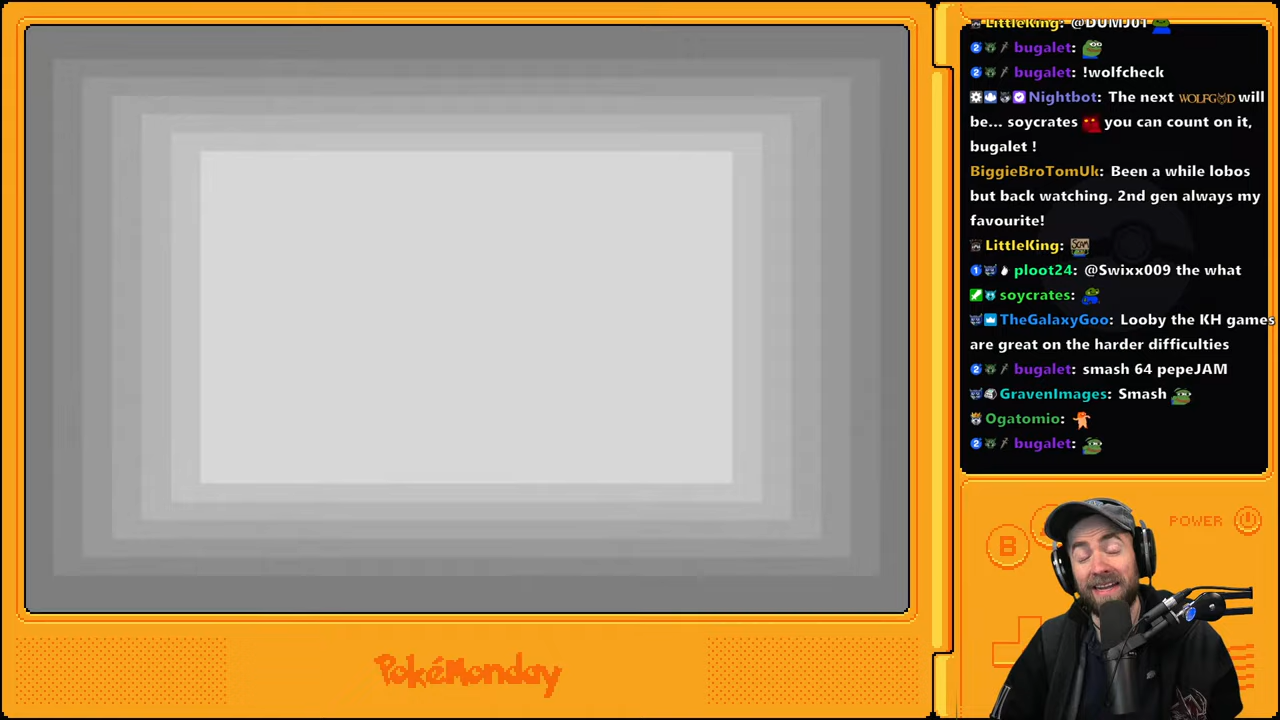 LittleKing: @DUMJ01
bugalet:
bugalet: !wolfcheck
Nightbot: The next WOLFGOD will
be... soycrates you can count on it,
bugalet !
BiggieBroTomUk: Been a while lobos
but back watching. 2nd gen always my
favourite!
LittleKing: SCAM
ploot24: @Swixx009 the what
soycrates:
TheGalaxyGoo: Looby the KH games
are great on the harder difficulties
bugalet: smash 64 pepeJAM
GravenImages: Smash
Ogatomio:
bugalet:
POWER
B
PokéMonday